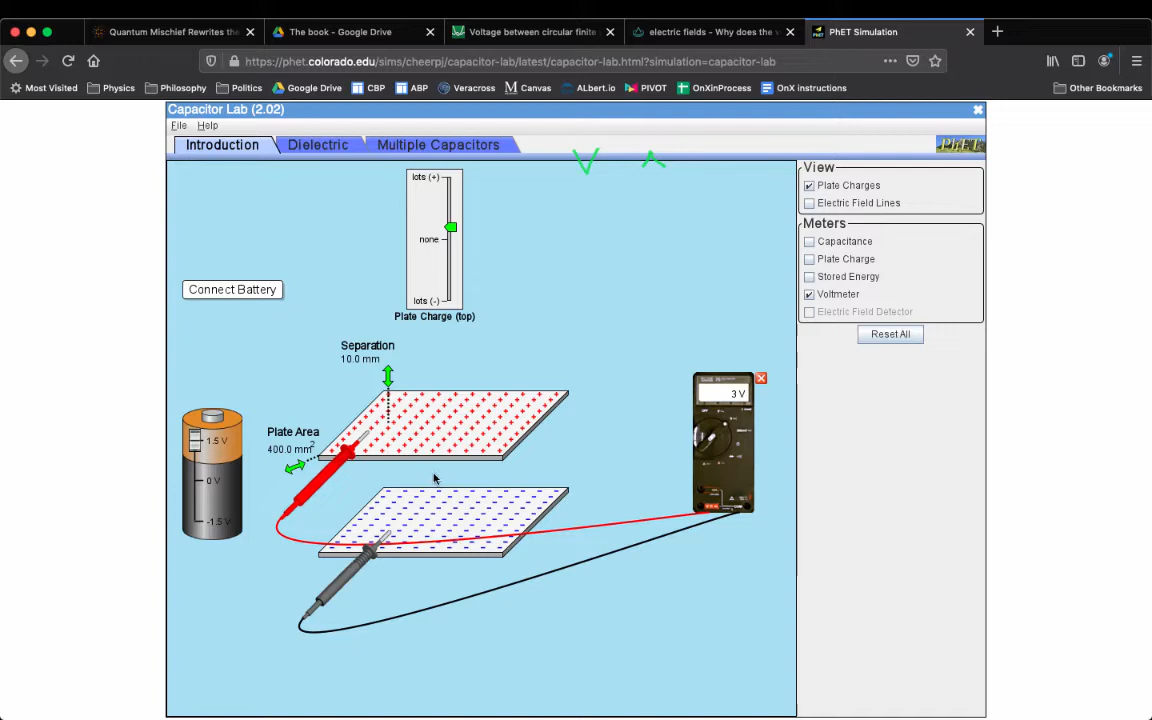 Quantum Mischief Rewrites the
The book - Google Drive
Voltage between circular finite
electric fields - Why does the v
PhET Simulation
https://phet.colorado.edu/sims/cheerpj/capacitor-lab/latest/capacitor-lab.html?simulation=capacitor-lab
Most Visited
Physics
Philosophy
Politics
Google Drive
CBP
ABP
Veracross
Canvas
ALbert.io
PIVOT
OnXinProcess
OnX instructions
Other Bookmarks
Capacitor Lab (2.02)
File Help
Introduction
Dielectric
Multiple Capacitors
PhET
lots (+)
none
lots (-)
Plate Charge (top)
Connect Battery
Separation
10.0 mm
Plate Area
400.0 mm²
1.5 V
0 V
-1.5 V
3 V
View
Plate Charges
Electric Field Lines
Meters
Capacitance
Plate Charge
Stored Energy
Voltmeter
Electric Field Detector
Reset All